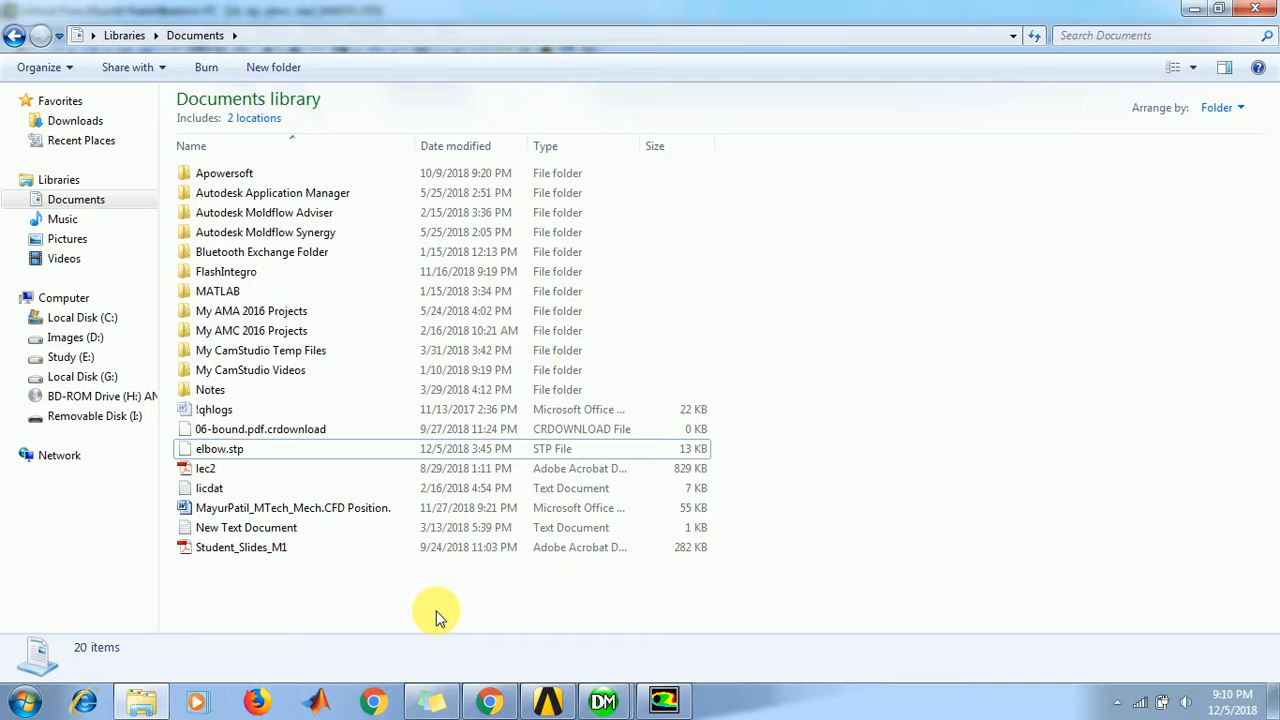 Libraries Documents
Search Documents
Organize Share with Burn New folder
Documents library
Includes: 2 locations
Arrange by: Folder
Favorites
Downloads
Recent Places
Libraries
Documents
Music
Pictures
Videos
Computer
Local Disk (C:)
Images (D:)
Study (E:)
Local Disk (G:)
BD-ROM Drive (H:) AN
Removable Disk (I:)
Network
Name Date modified Type Size
Apowersoft 10/9/2018 9:20 PM File folder
Autodesk Application Manager 5/25/2018 2:51 PM File folder
Autodesk Moldflow Adviser 2/15/2018 3:36 PM File folder
Autodesk Moldflow Synergy 5/25/2018 2:05 PM File folder
Bluetooth Exchange Folder 1/15/2018 12:13 PM File folder
FlashIntegro 11/16/2018 9:19 PM File folder
MATLAB 1/15/2018 3:34 PM File folder
My AMA 2016 Projects 5/24/2018 4:02 PM File folder
My AMC 2016 Projects 2/16/2018 10:21 AM File folder
My CamStudio Temp Files 3/31/2018 3:42 PM File folder
My CamStudio Videos 1/10/2018 9:19 PM File folder
Notes 3/29/2018 4:12 PM File folder
!qhlogs 11/13/2017 2:36 PM Microsoft Office ... 22 KB
06-bound.pdf.crdownload 9/27/2018 11:24 PM CRDOWNLOAD File 0 KB
elbow.stp 12/5/2018 3:45 PM STP File 13 KB
lec2 8/29/2018 1:11 PM Adobe Acrobat D... 829 KB
licdat 2/16/2018 4:54 PM Text Document 7 KB
MayurPatil_MTech_Mech.CFD Position. 11/27/2018 9:21 PM Microsoft Office ... 55 KB
New Text Document 3/13/2018 5:39 PM Text Document 1 KB
Student_Slides_M1 9/24/2018 11:03 PM Adobe Acrobat D... 282 KB
20 items
DM
9:10 PM
12/5/2018